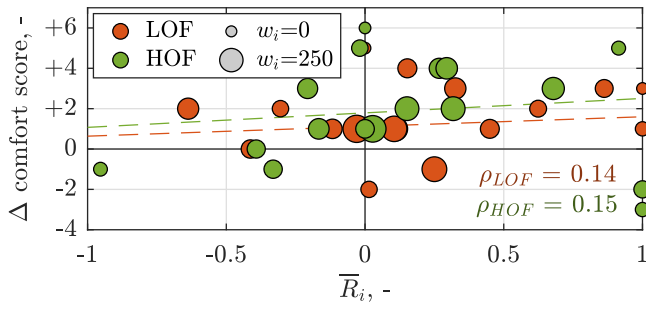 +6
+4
+2
0
-2
-4
Δ comfort score, -
LOF
HOF
w_i=0
w_i=250
ρ_LOF = 0.14
ρ_HOF = 0.15
-1
-0.5
0
0.5
1
R̅_i, -